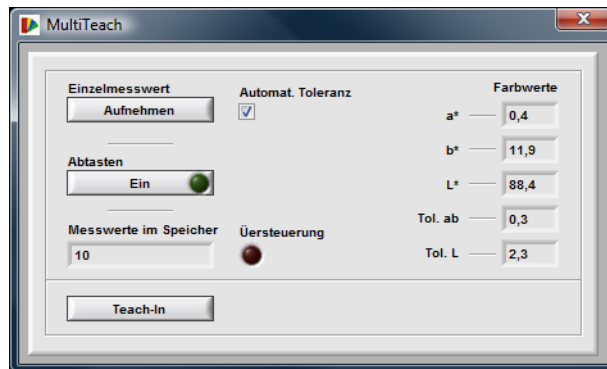 MultiTeach
Einzelmesswert
Aufnehmen
Automat. Toleranz
Abtasten
Ein
Messwerte im Speicher
10
Üersteuerung
Teach-In
Farbwerte
a* 0,4
b* 11,9
L* 88,4
Tol. ab 0,3
Tol. L 2,3